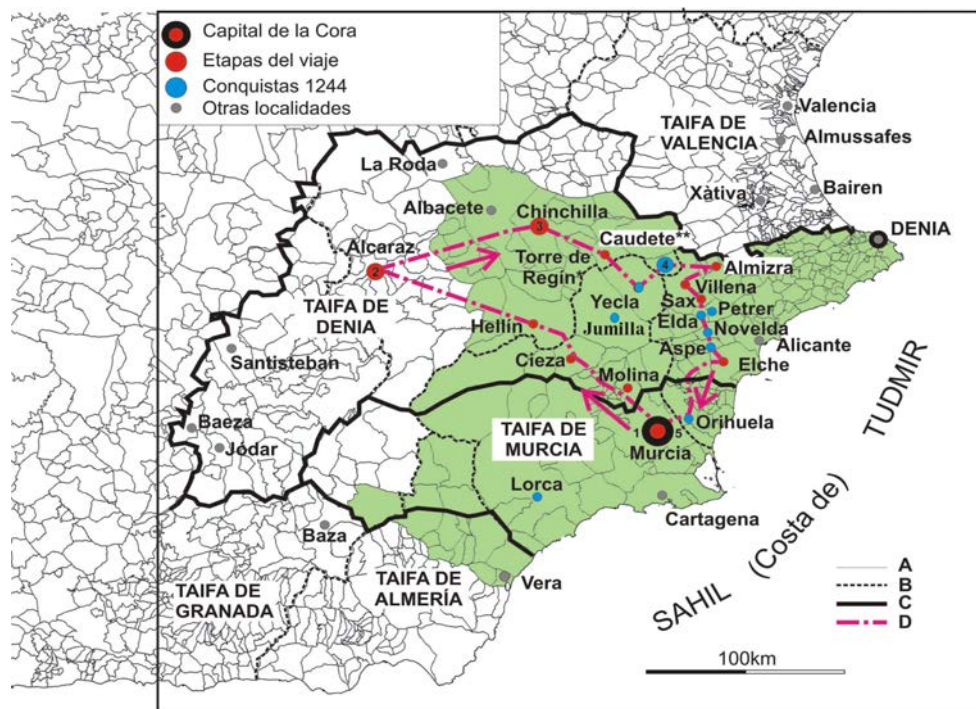 Capital de la Cora
Etapas del viaje
Conquistas 1244
Otras localidades
Valencia
TAIFA DE
VALENCIA
Almussafes
La Roda
Xàtiva
Bairen
Albacete
Chinchilla
3
Caudete**
DENIA
Alcaraz
2
4
Torre de
Regín*
Almizra
Villena
TAIFA DE
DENIA
Yecla
Sax
Petrer
Jumilla
Elda
Novelda
Hellín
Alicante
Santisteban
Cieza
Aspe
Elche
Molina
TAIFA DE
MURCIA
Orihuela
1
5
Murcia
Baeza
Jódar
Lorca
Cartagena
Baza
TAIFA DE
GRANADA
TAIFA DE
ALMERÍA
Vera
SAHIL (Costa de) TUDMIR
A
B
C
D
100km